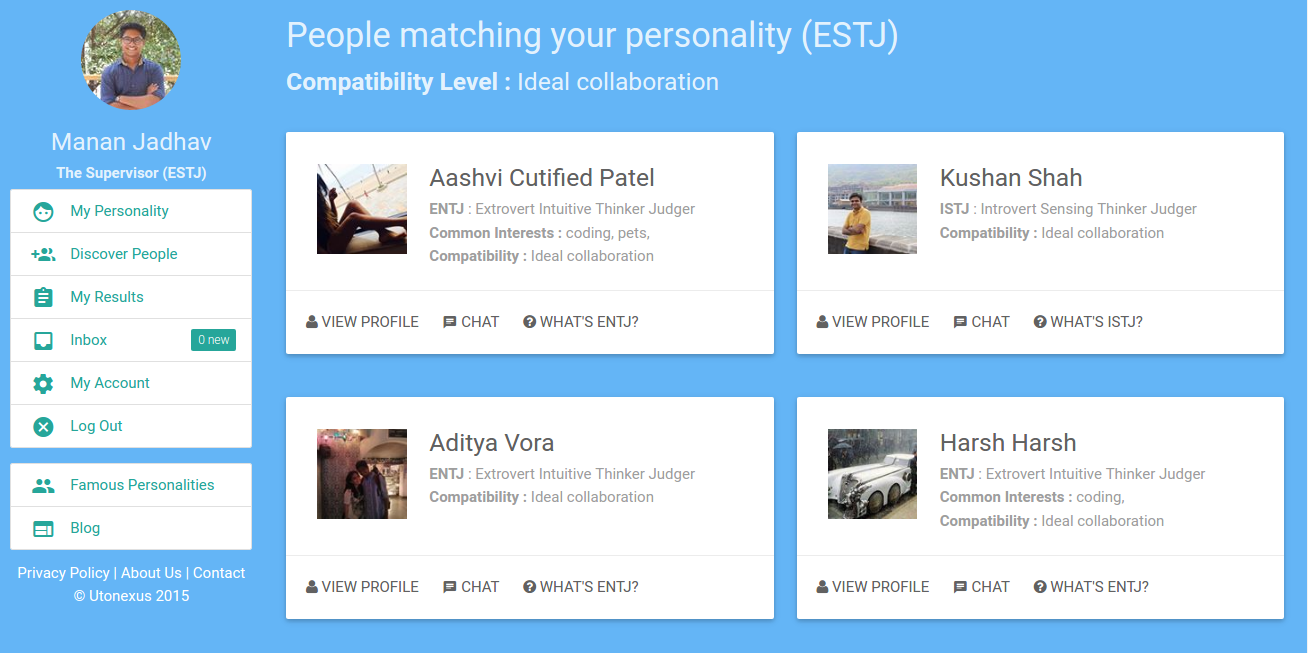 Manan Jadhav
The Supervisor (ESTJ)
My Personality
Discover People
My Results
Inbox 0 new
My Account
Log Out
Famous Personalities
Blog
Privacy Policy | About Us | Contact
© Utonexus 2015
People matching your personality (ESTJ)
Compatibility Level : Ideal collaboration
Aashvi Cutified Patel
ENTJ : Extrovert Intuitive Thinker Judger
Common Interests : coding, pets,
Compatibility : Ideal collaboration
VIEW PROFILE CHAT WHAT'S ENTJ?
Kushan Shah
ISTJ : Introvert Sensing Thinker Judger
Compatibility : Ideal collaboration
VIEW PROFILE CHAT WHAT'S ISTJ?
Aditya Vora
ENTJ : Extrovert Intuitive Thinker Judger
Compatibility : Ideal collaboration
VIEW PROFILE CHAT WHAT'S ENTJ?
Harsh Harsh
ENTJ : Extrovert Intuitive Thinker Judger
Common Interests : coding,
Compatibility : Ideal collaboration
VIEW PROFILE CHAT WHAT'S ENTJ?